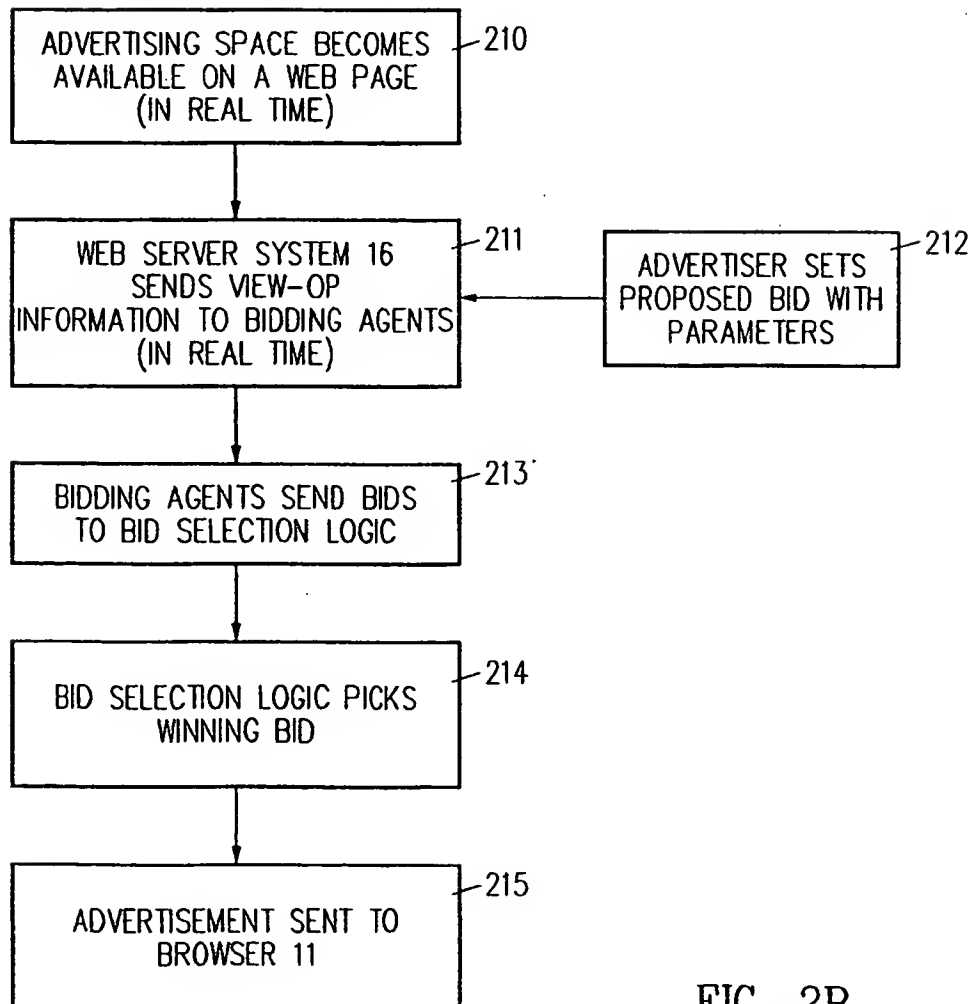 ADVERTISING SPACE BECOMES
AVAILABLE ON A WEB PAGE
(IN REAL TIME)
210
WEB SERVER SYSTEM 16
SENDS VIEW-OP
INFORMATION TO BIDDING AGENTS
(IN REAL TIME)
211
ADVERTISER SETS
PROPOSED BID WITH
PARAMETERS
212
BIDDING AGENTS SEND BIDS
TO BID SELECTION LOGIC
213
BID SELECTION LOGIC PICKS
WINNING BID
214
ADVERTISEMENT SENT TO
BROWSER 11
215
FIG. 2B